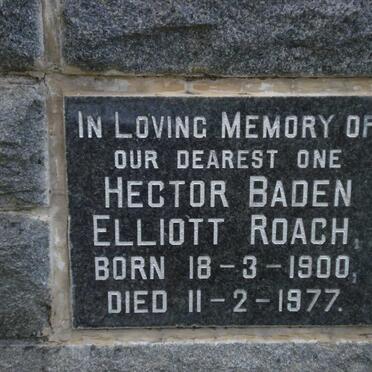 IN LOVING MEMORY OF
OUR DEAREST ONE
HECTOR BADEN
ELLIOTT ROACH,
BORN 18-3-1900,
DIED 11-2-1977.